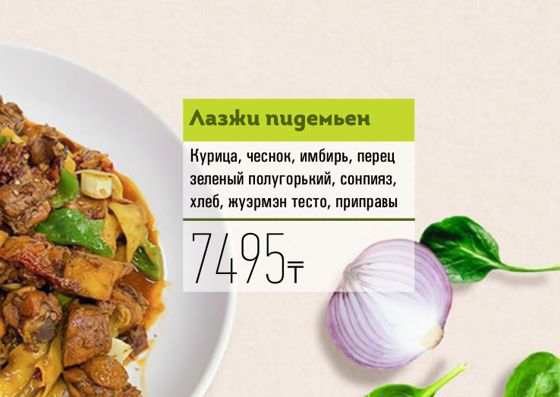 Лазжи пидемьен
Курица, чеснок, имбирь, перец
зеленый полугорький, сонпияз,
хлеб, жуэрмэн тесто, приправы
7495₸